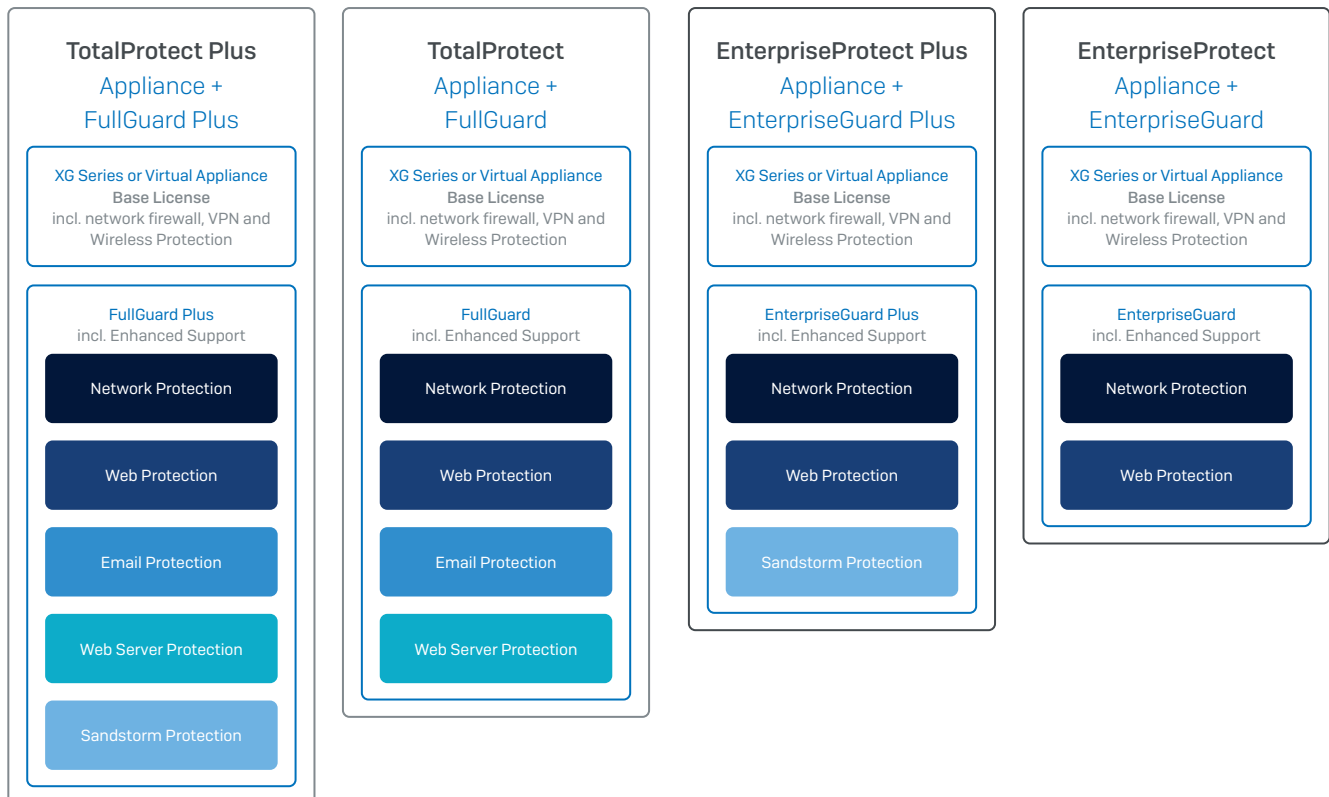 TotalProtect Plus
Appliance +
FullGuard Plus
XG Series or Virtual Appliance
Base License
incl. network firewall, VPN and
Wireless Protection
FullGuard Plus
incl. Enhanced Support
Network Protection
Web Protection
Email Protection
Web Server Protection
Sandstorm Protection
TotalProtect
Appliance +
FullGuard
XG Series or Virtual Appliance
Base License
incl. network firewall, VPN and
Wireless Protection
FullGuard
incl. Enhanced Support
Network Protection
Web Protection
Email Protection
Web Server Protection
EnterpriseProtect Plus
Appliance +
EnterpriseGuard Plus
XG Series or Virtual Appliance
Base License
incl. network firewall, VPN and
Wireless Protection
EnterpriseGuard Plus
incl. Enhanced Support
Network Protection
Web Protection
Sandstorm Protection
EnterpriseProtect
Appliance +
EnterpriseGuard
XG Series or Virtual Appliance
Base License
incl. network firewall, VPN and
Wireless Protection
EnterpriseGuard
incl. Enhanced Support
Network Protection
Web Protection